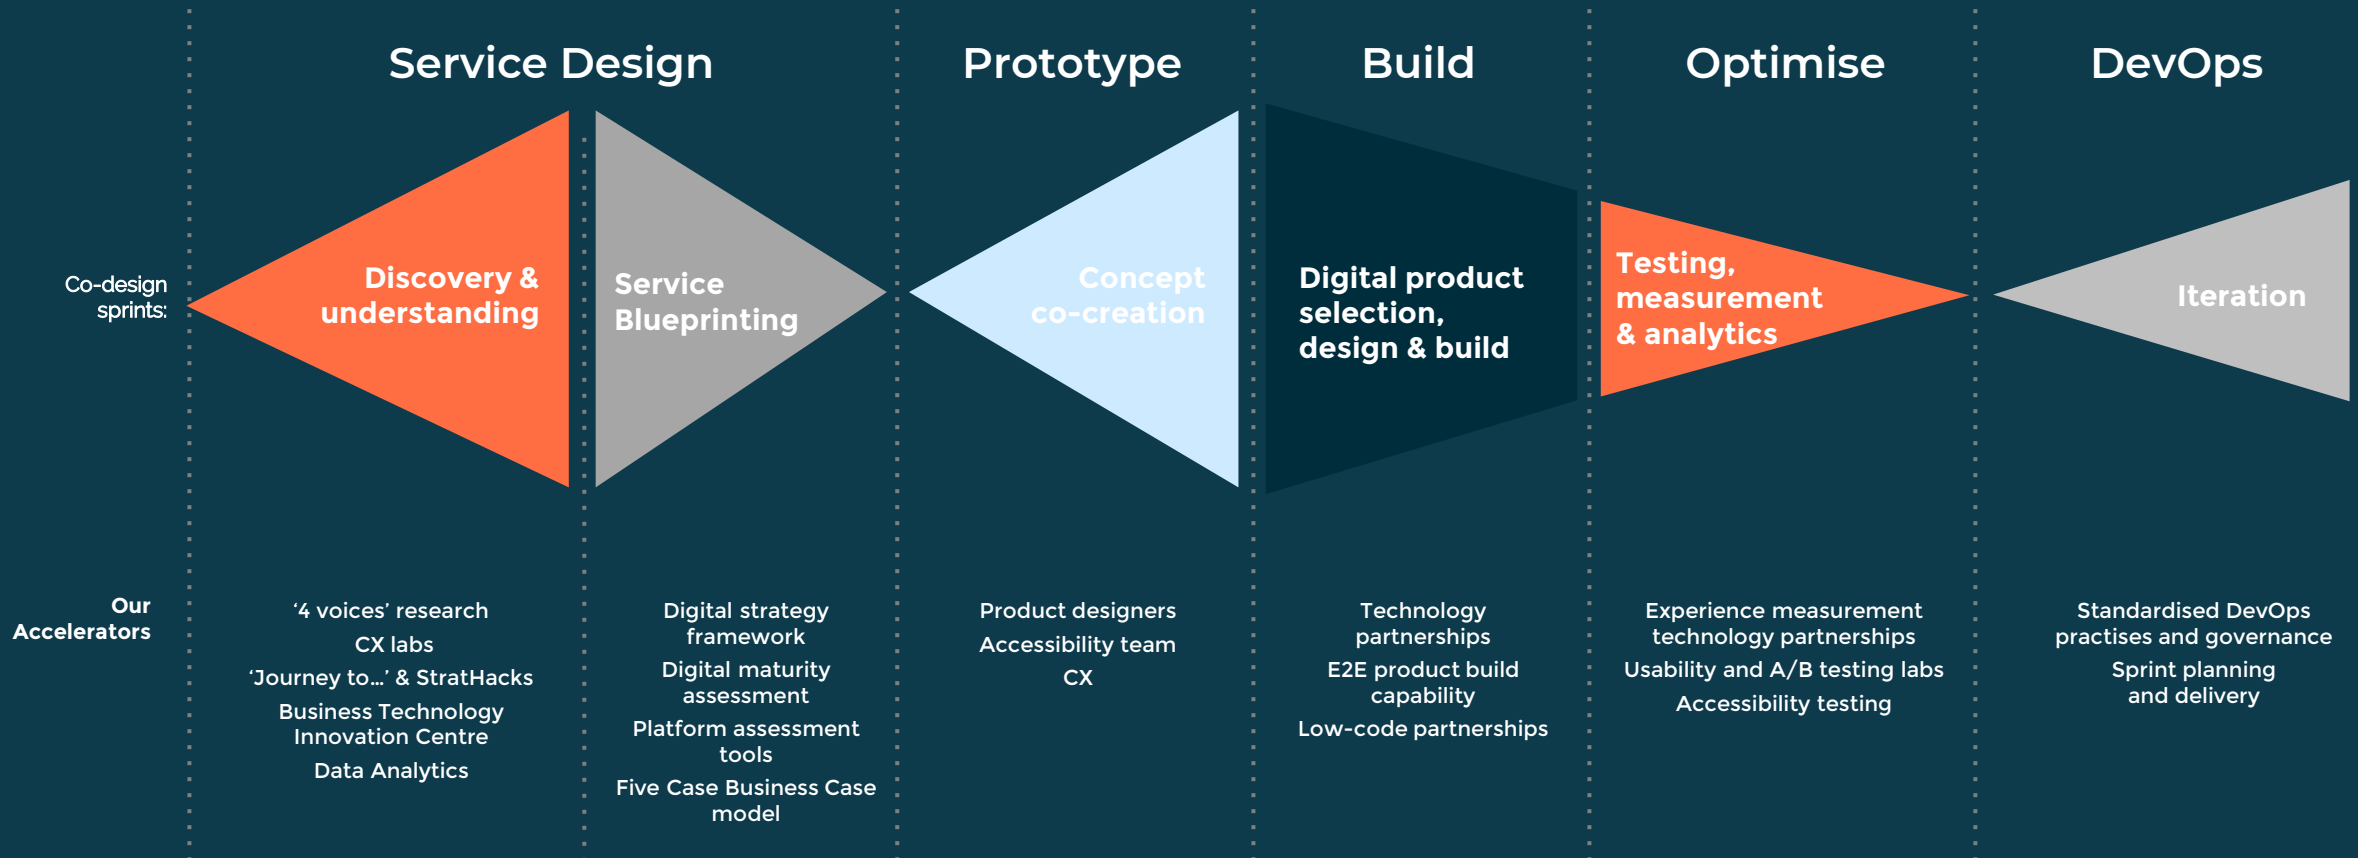 Service Design
Prototype
Build
Optimise
DevOps
Co-design
sprints:
Discovery &
understanding
Service
Blueprinting
Concept
co-creation
Digital product
selection,
design & build
Testing,
measurement
& analytics
Iteration
Our
Accelerators
‘4 voices’ research
CX labs
‘Journey to...’ & StratHacks
Business Technology
Innovation Centre
Data Analytics
Digital strategy
framework
Digital maturity
assessment
Platform assessment
tools
Five Case Business Case
model
Product designers
Accessibility team
CX
Technology
partnerships
E2E product build
capability
Low-code partnerships
Experience measurement
technology partnerships
Usability and A/B testing labs
Accessibility testing
Standardised DevOps
practises and governance
Sprint planning
and delivery